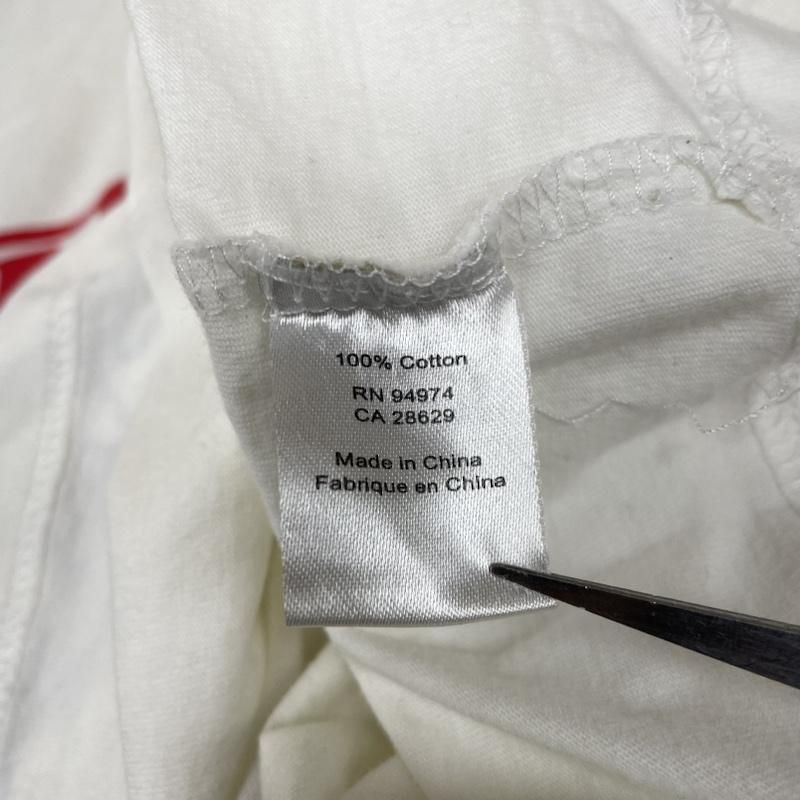 100% Cotton
RN 94974
CA 28629
Made in China
Fabrique en China